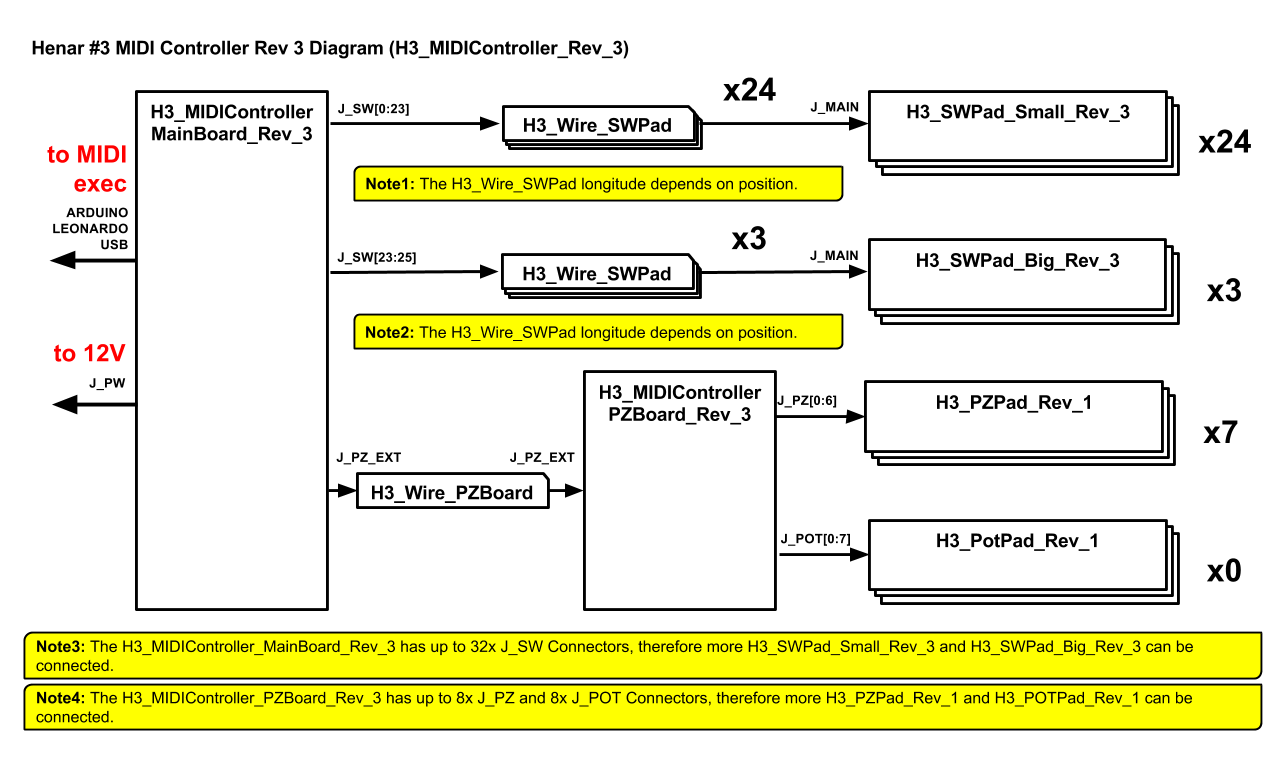 Henar #3 MIDI Controller Rev 3 Diagram (H3_MIDIController_Rev_3)
H3_MIDIController
MainBoard_Rev_3
to MIDI
exec
ARDUINO
LEONARDO
USB
to 12V
J_PW
J_SW[0:23]
H3_Wire_SWPad
x24
J_MAIN
H3_SWPad_Small_Rev_3
x24
Note1: The H3_Wire_SWPad longitude depends on position.
J_SW[23:25]
H3_Wire_SWPad
x3
J_MAIN
H3_SWPad_Big_Rev_3
x3
Note2: The H3_Wire_SWPad longitude depends on position.
J_PZ_EXT
H3_Wire_PZBoard
J_PZ_EXT
H3_MIDIController
PZBoard_Rev_3
J_PZ[0:6]
H3_PZPad_Rev_1
x7
J_POT[0:7]
H3_PotPad_Rev_1
x0
Note3: The H3_MIDIController_MainBoard_Rev_3 has up to 32x J_SW Connectors, therefore more H3_SWPad_Small_Rev_3 and H3_SWPad_Big_Rev_3 can be
connected.
Note4: The H3_MIDIController_PZBoard_Rev_3 has up to 8x J_PZ and 8x J_POT Connectors, therefore more H3_PZPad_Rev_1 and H3_POTPad_Rev_1 can be
connected.